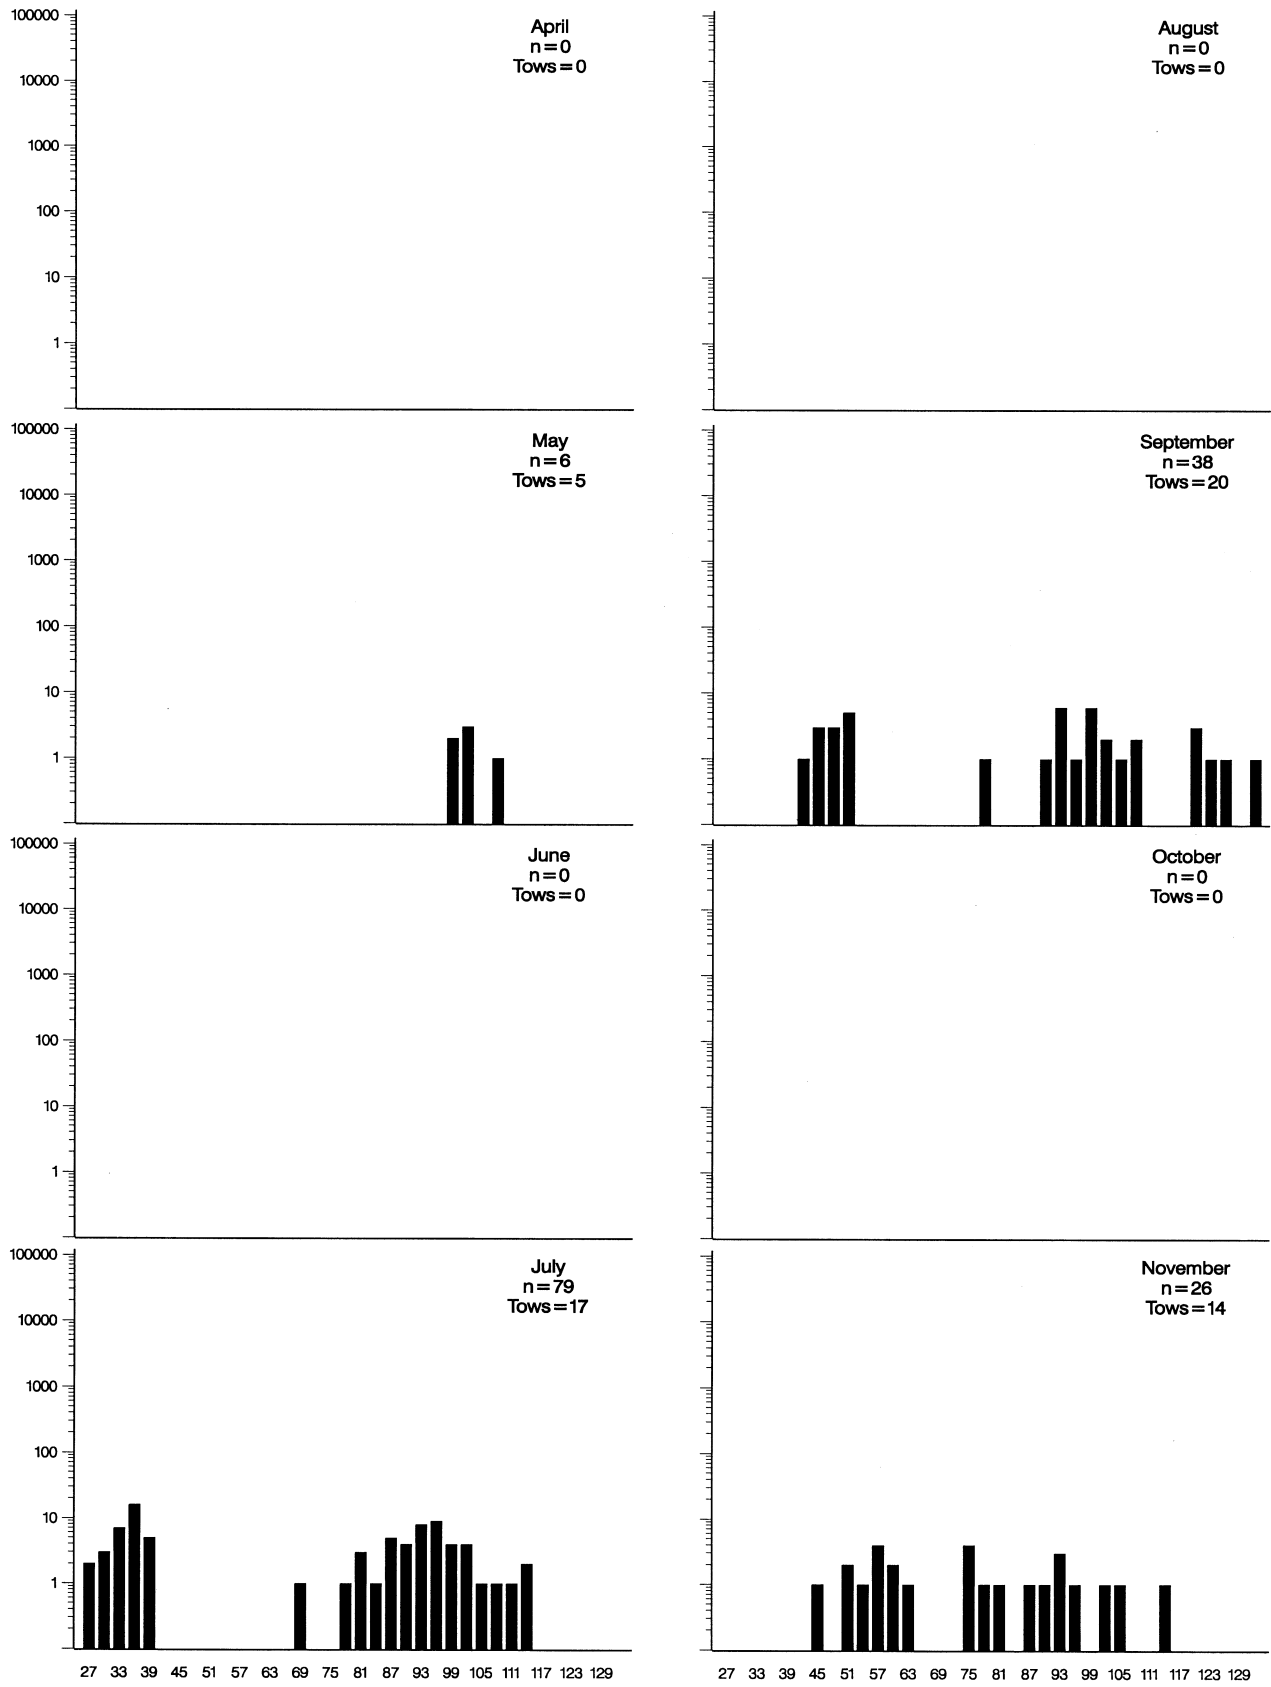 100000
10000
1000
100
10
1
April
n=0
Tows=0
August
n=0
Tows=0
100000
10000
1000
100
10
1
May
n=6
Tows=5
September
n=38
Tows=20
100000
10000
1000
100
10
1
June
n=0
Tows=0
October
n=0
Tows=0
100000
10000
1000
100
10
1
July
n=79
Tows=17
November
n=26
Tows=14
27 33 39 45 51 57 63 69 75 81 87 93 99 105 111 117 123 129
27 33 39 45 51 57 63 69 75 81 87 93 99 105 111 117 123 129